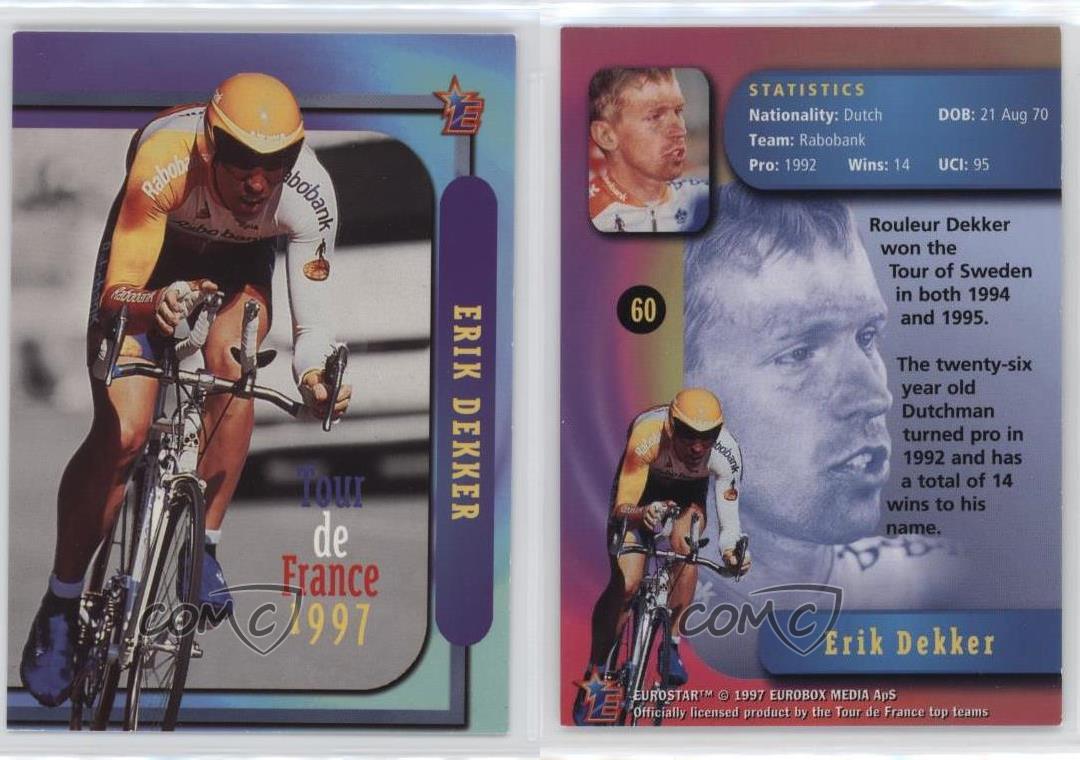 Rabobank
Rabobank
Rabobank
Rabobank
E
ERIK DEKKER
Tour
de
France
1997
COMC
STATISTICS
Nationality: Dutch DOB: 21 Aug 70
Team: Rabobank
Pro: 1992 Wins: 14 UCI: 95
Rouleur Dekker
won the
Tour of Sweden
in both 1994
and 1995.
The twenty-six
year old
Dutchman
turned pro in
1992 and has
a total of 14
wins to his
name.
60
Rabobank
COMC
Erik Dekker
E
EUROSTAR™ © 1997 EUROBOX MEDIA ApS
Officially licensed product by the Tour de France top teams